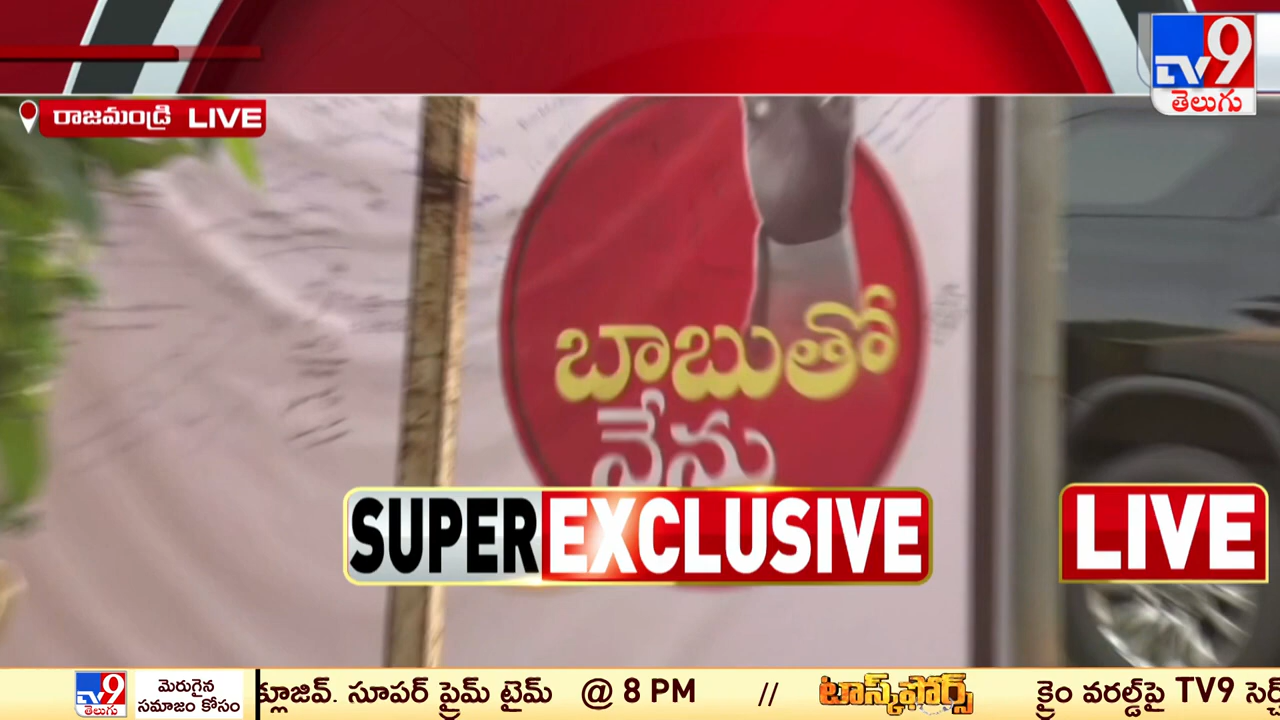 TV9
తెలుగు
రాజమండ్రి LIVE
బాబుతో
నేను
SUPER EXCLUSIVE
LIVE
TV9
తెలుగు
మెరుగైన
సమాజం కోసం
క్లూజివ్. సూపర్ ప్రైమ్ టైమ్ @ 8 PM // టాస్క్‌ఫోర్స్ క్రైం వరల్డ్‌పై TV9 సెర్చ్